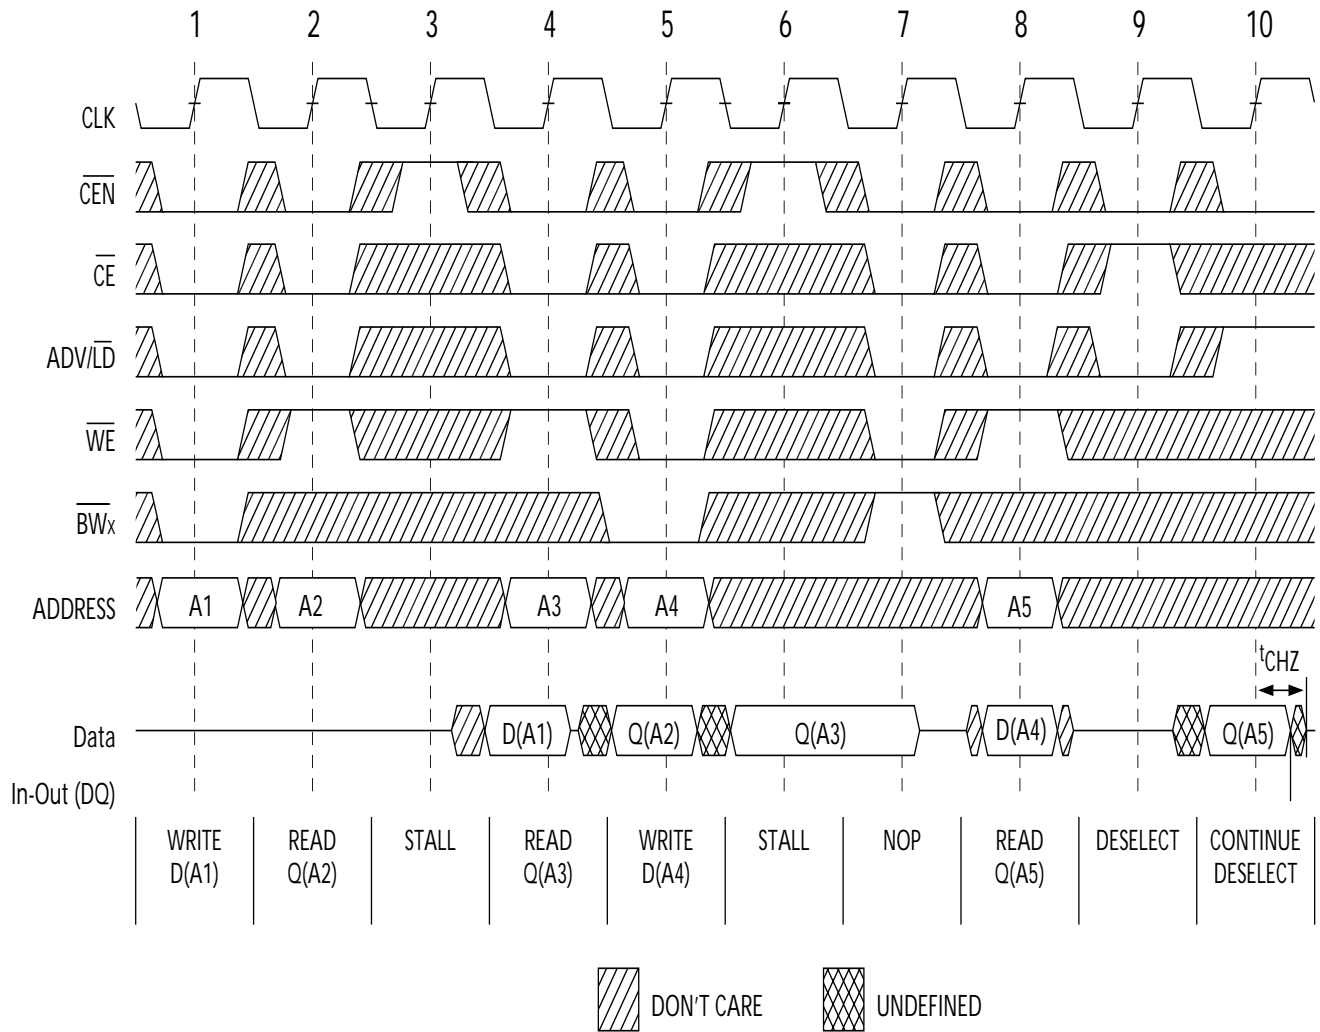 1 2 3 4 5 6 7 8 9 10
CLK
CEN
CE
ADV/LD
WE
BWx
ADDRESS A1 A2 A3 A4 A5
tCHZ
Data D(A1) Q(A2) Q(A3) D(A4) Q(A5)
In-Out (DQ)
WRITE READ STALL READ WRITE STALL NOP READ DESELECT CONTINUE
D(A1) Q(A2) Q(A3) D(A4) Q(A5) DESELECT
DON'T CARE UNDEFINED